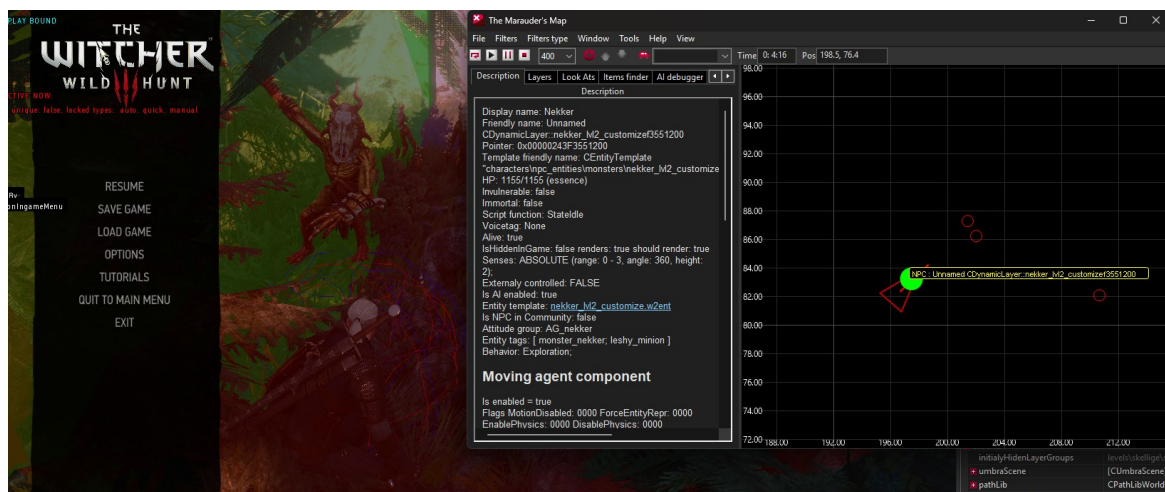 PLAY BOUND
THE
WITCHER
WILD HUNT
CTIVE NOW:
unique: false, locked types: auto, quick, manual
RESUME
SAVE GAME
LOAD GAME
OPTIONS
TUTORIALS
QUIT TO MAIN MENU
EXIT
onIngameMenu
The Marauder's Map
File Filters Filters type Window Tools Help View
400
Time 0: 4:16 Pos 198.5, 76.4
Description Layers Look Ats Items finder AI debugger
Description
Display name: Nekker
Friendly name: Unnamed
CDynamicLayer::nekker_lvl2_customizef3551200
Pointer: 0x00000243F3551200
Template friendly name: CEntityTemplate
"characters\npc_entities\monsters\nekker_lvl2_customize
HP: 1155/1155 (essence)
Invulnerable: false
Immortal: false
Script function: StateIdle
Voicetag: None
Alive: true
IsHiddenInGame: false renders: true should render: true
Senses: ABSOLUTE (range: 0 - 3, angle: 360, height:
2);
Externaly controlled: FALSE
Is AI enabled: true
Entity template: nekker_lvl2_customize.w2ent
Is NPC in Community: false
Attitude group: AG_nekker
Entity tags: [ monster_nekker; leshy_minion ]
Behavior: Exploration;
Moving agent component
Is enabled = true
Flags MotionDisabled: 0000 ForceEntityRepr: 0000
EnablePhysics: 0000 DisablePhysics: 0000
98.00
96.00
94.00
92.00
90.00
88.00
86.00
84.00
NPC : Unnamed CDynamicLayer::nekker_lvl2_customizef3551200
82.00
80.00
78.00
76.00
74.00
72.00
188.00 192.00 196.00 200.00 204.00 208.00 212.00
initialyHidenLayerGroups levels\skellige\
umbraScene [CUmbraScene
pathLib CPathLibWorld